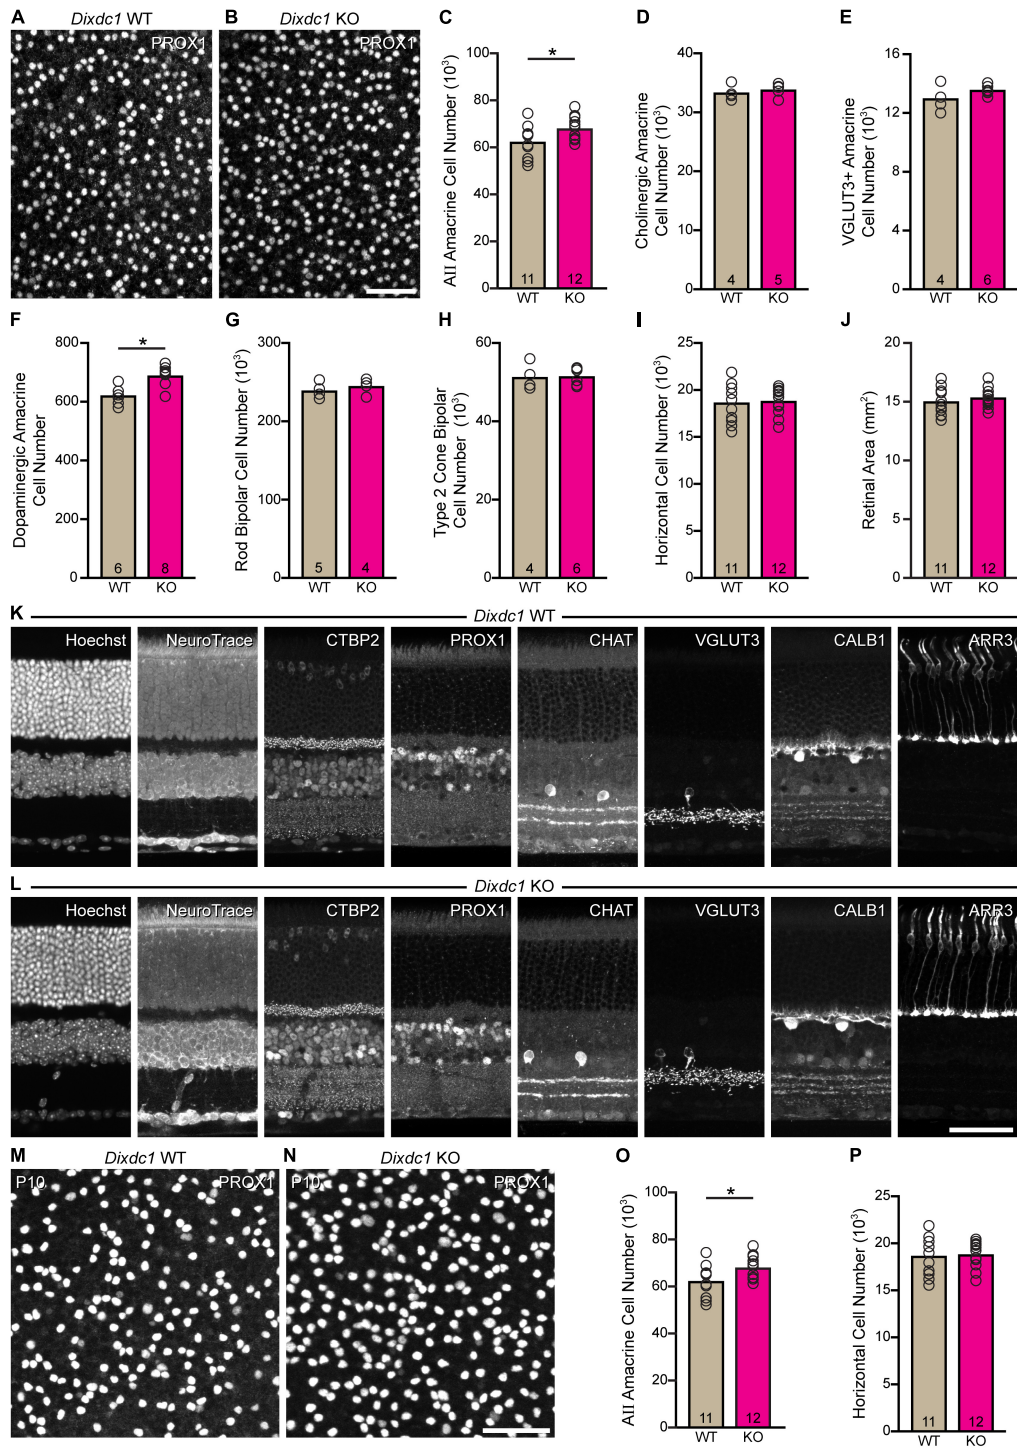 A Dixdc1 WT
PROX1
B Dixdc1 KO
PROX1
C
AII Amacrine Cell Number (10³)
100
80
60
40
20
0
*
11
12
WT
KO
D
Cholinergic Amacrine
Cell Number (10³)
40
30
20
10
0
4
5
WT
KO
E
VGLUT3+ Amacrine
Cell Number (10³)
16
12
8
4
0
4
6
WT
KO
F
Dopaminergic Amacrine
Cell Number
800
600
400
200
0
*
6
8
WT
KO
G
Rod Bipolar Cell Number (10³)
300
200
100
0
5
4
WT
KO
H
Type 2 Cone Bipolar
Cell Number (10³)
60
40
20
0
4
6
WT
KO
I
Horizontal Cell Number (10³)
25
20
15
10
5
0
11
12
WT
KO
J
Retinal Area (mm²)
20
15
10
5
0
11
12
WT
KO
K Dixdc1 WT
Hoechst NeuroTrace CTBP2 PROX1 CHAT VGLUT3 CALB1 ARR3
L Dixdc1 KO
Hoechst NeuroTrace CTBP2 PROX1 CHAT VGLUT3 CALB1 ARR3
M Dixdc1 WT
P10 PROX1
N Dixdc1 KO
P10 PROX1
O
AII Amacrine Cell Number (10³)
100
80
60
40
20
0
*
11
12
WT
KO
P
Horizontal Cell Number (10³)
25
20
15
10
5
0
11
12
WT
KO